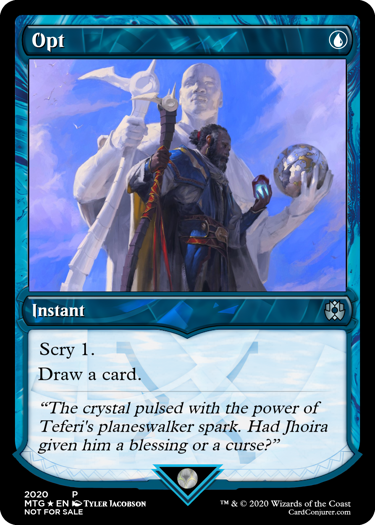 Opt
Instant
Scry 1.
Draw a card.
“The crystal pulsed with the power of
Teferi's planeswalker spark. Had Jhoira
given him a blessing or a curse?”
2020 P
MTG ★ EN Tyler Jacobson
NOT FOR SALE
™ & © 2020 Wizards of the Coast
CardConjurer.com